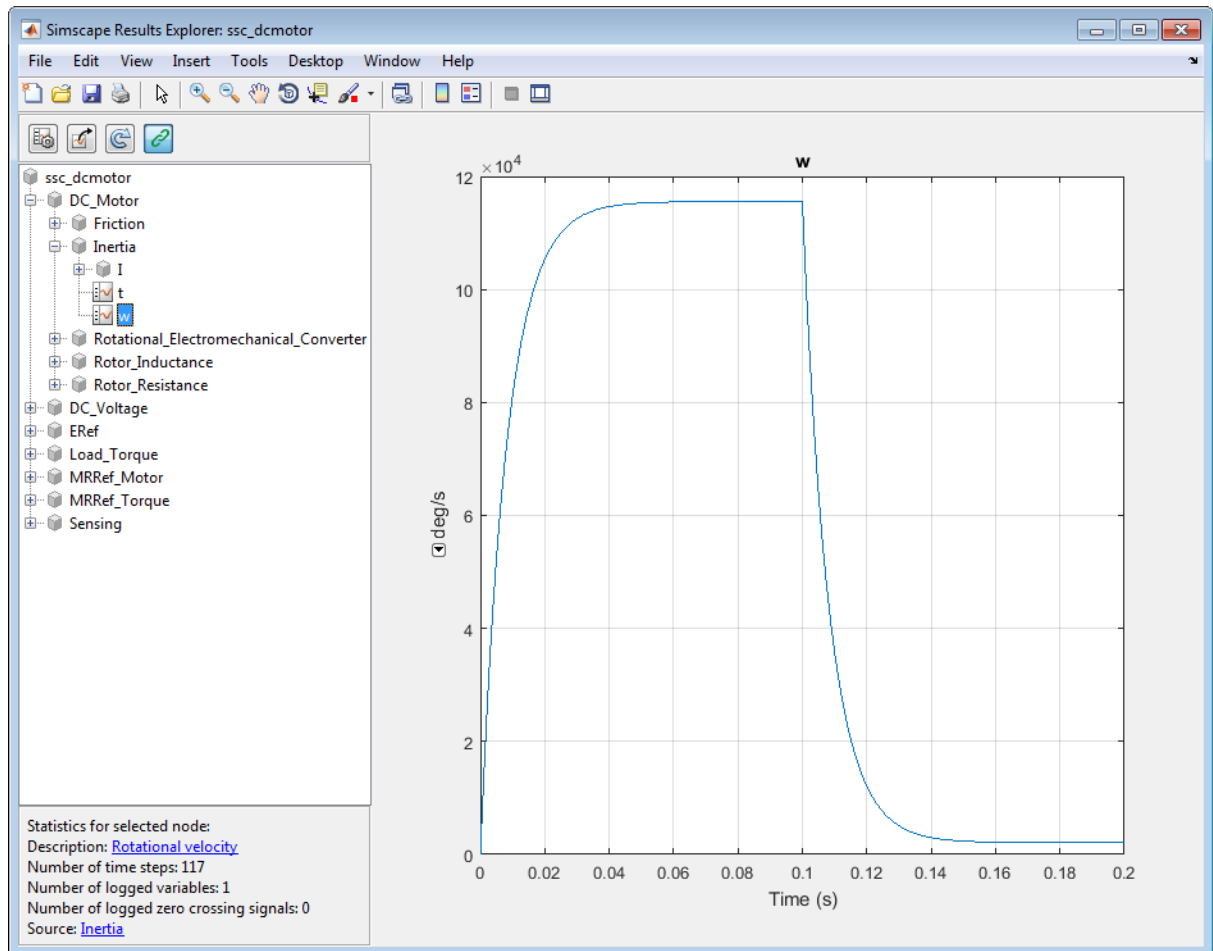 Simscape Results Explorer: ssc_dcmotor
File Edit View Insert Tools Desktop Window Help
ssc_dcmotor
DC_Motor
Friction
Inertia
I
t
w
Rotational_Electromechanical_Converter
Rotor_Inductance
Rotor_Resistance
DC_Voltage
ERef
Load_Torque
MRRef_Motor
MRRef_Torque
Sensing
Statistics for selected node:
Description: Rotational velocity
Number of time steps: 117
Number of logged variables: 1
Number of logged zero crossing signals: 0
Source: Inertia
×10⁴
w
12
10
8
6
4
2
0
deg/s
0 0.02 0.04 0.06 0.08 0.1 0.12 0.14 0.16 0.18 0.2
Time (s)